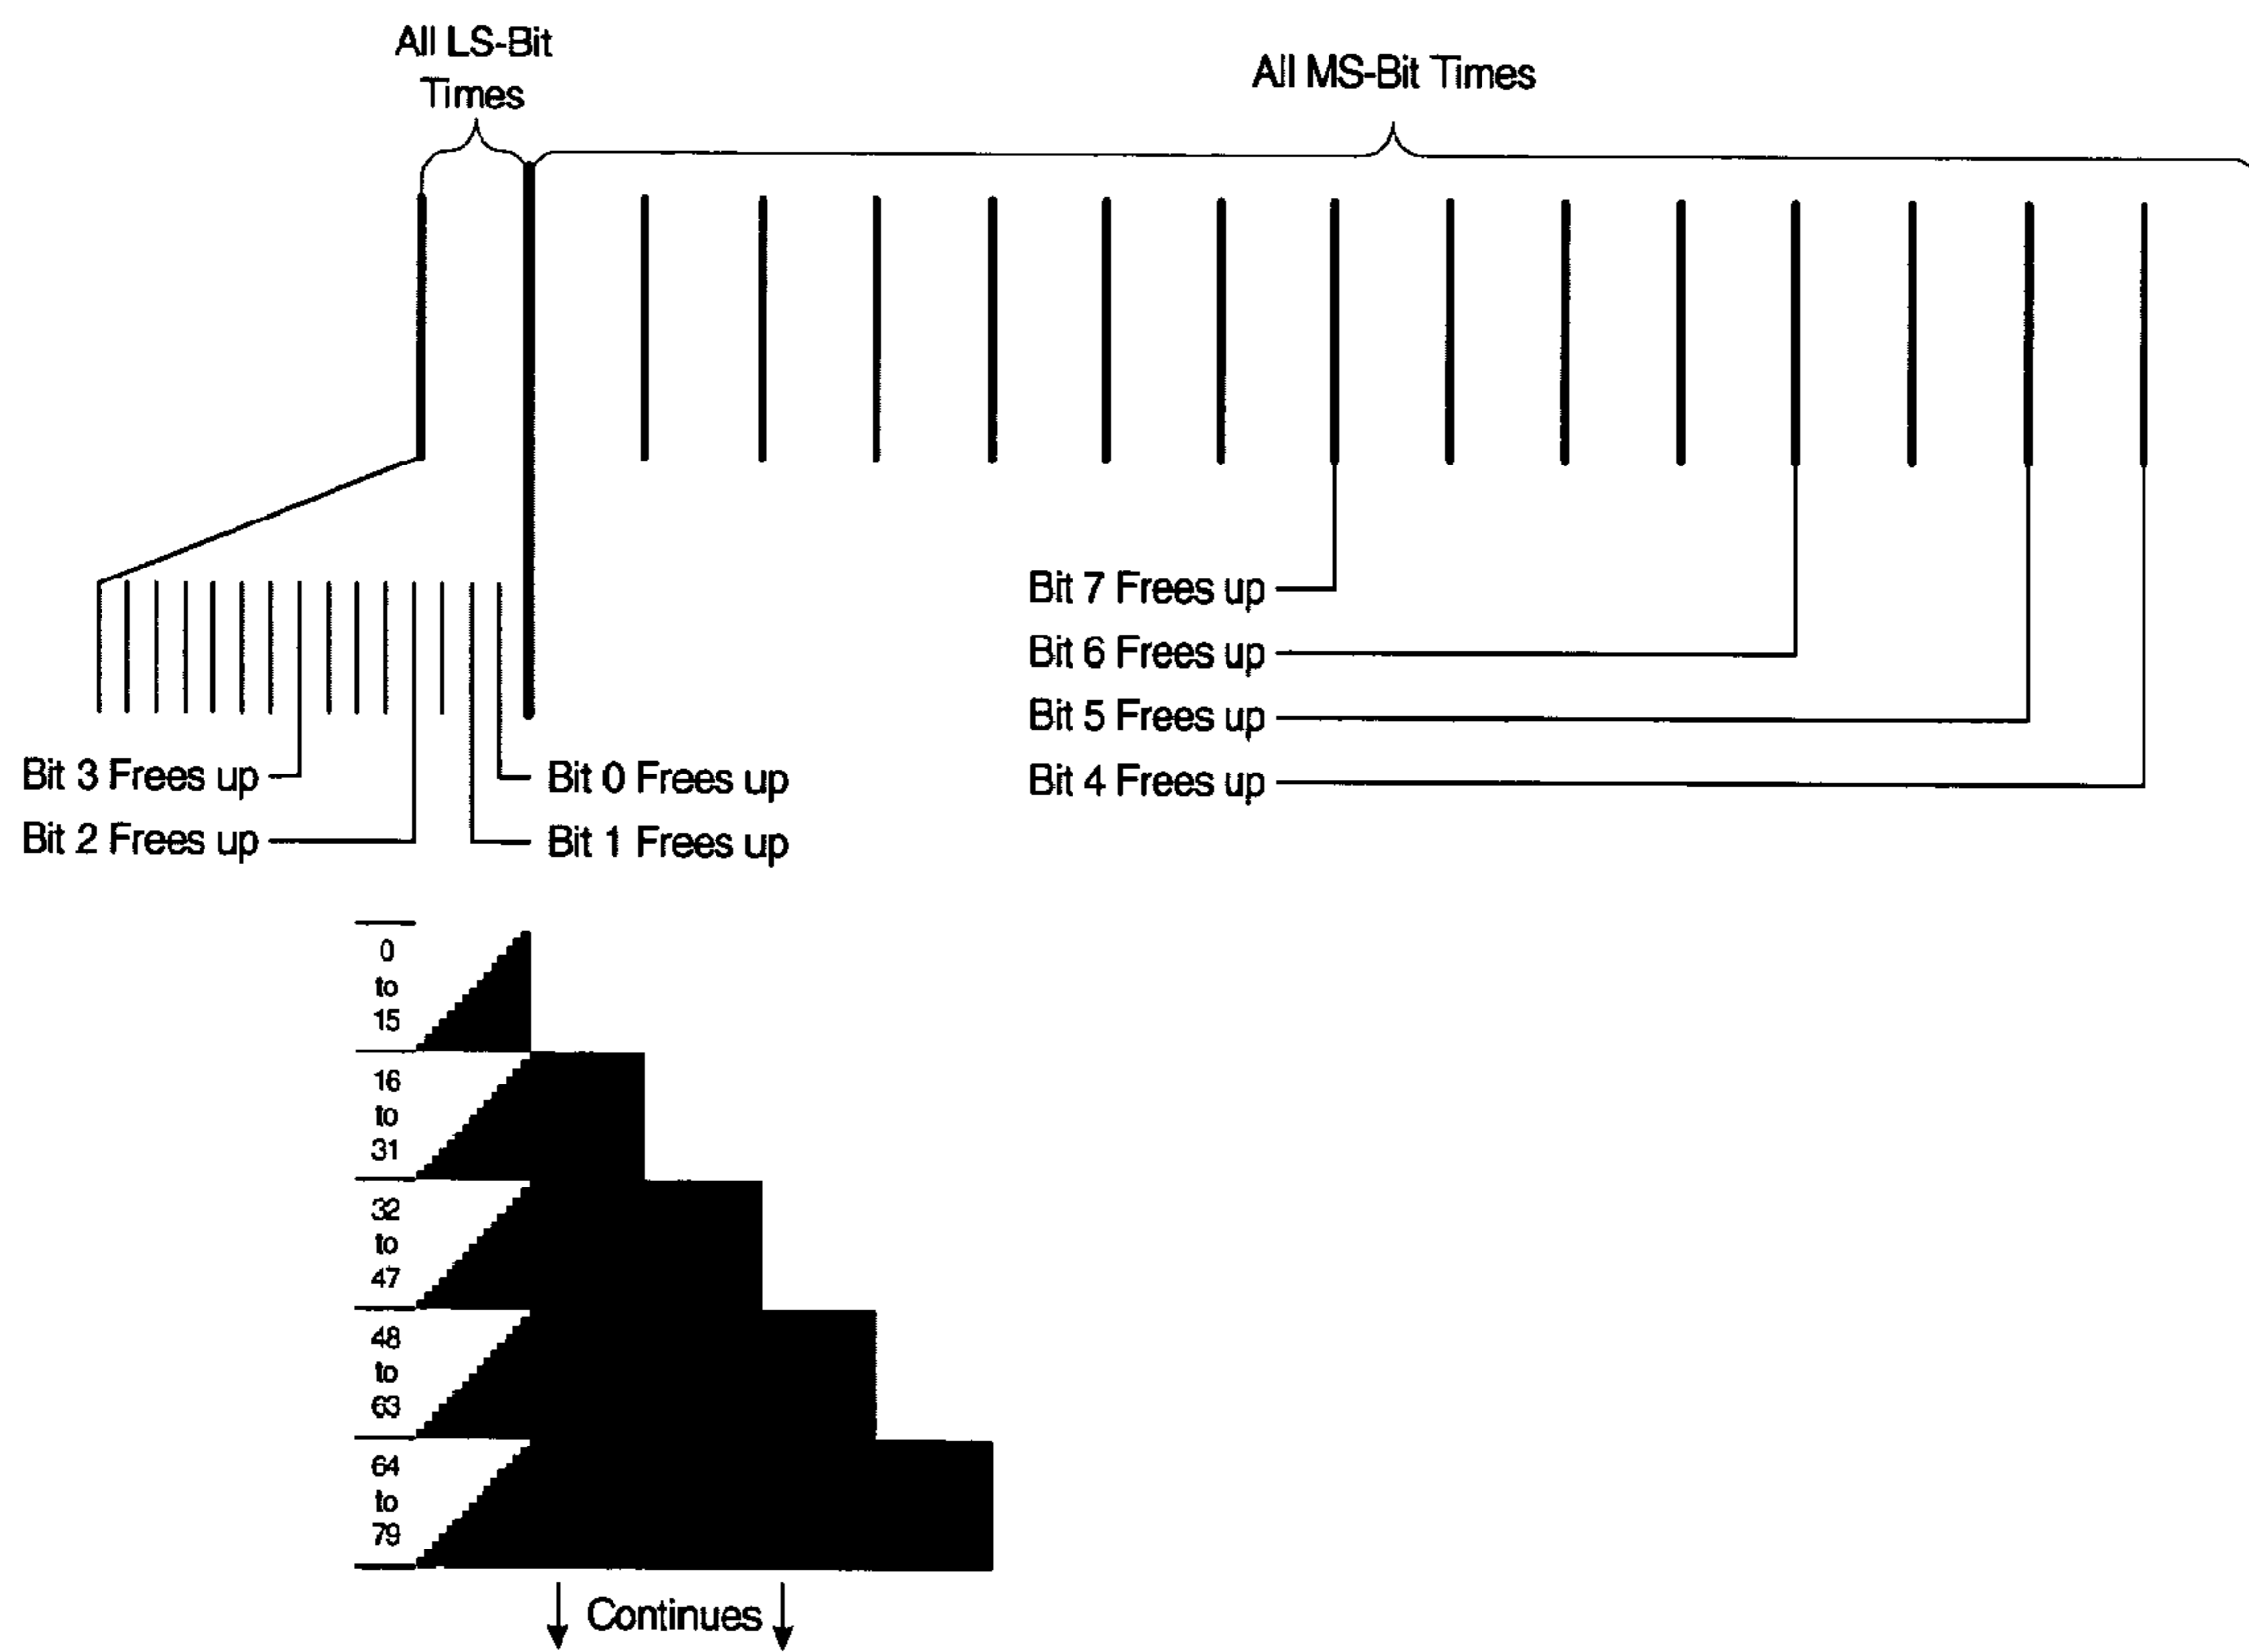 All LS-Bit
Times
All MS-Bit Times
Bit 7 Frees up
Bit 6 Frees up
Bit 5 Frees up
Bit 4 Frees up
Bit 3 Frees up
Bit 0 Frees up
Bit 2 Frees up
Bit 1 Frees up
0
to
15
16
to
31
32
to
47
48
to
63
64
to
79
Continues